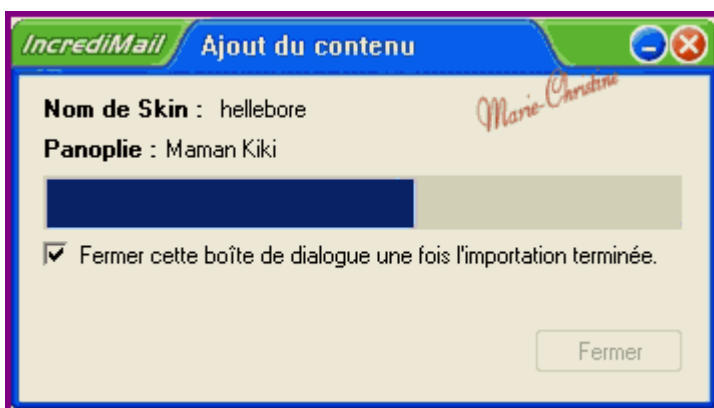 IncrediMail Ajout du contenu
Marie-Christine
Nom de Skin : hellebore
Panoplie : Maman Kiki
Fermer cette boîte de dialogue une fois l'importation terminée.
Fermer